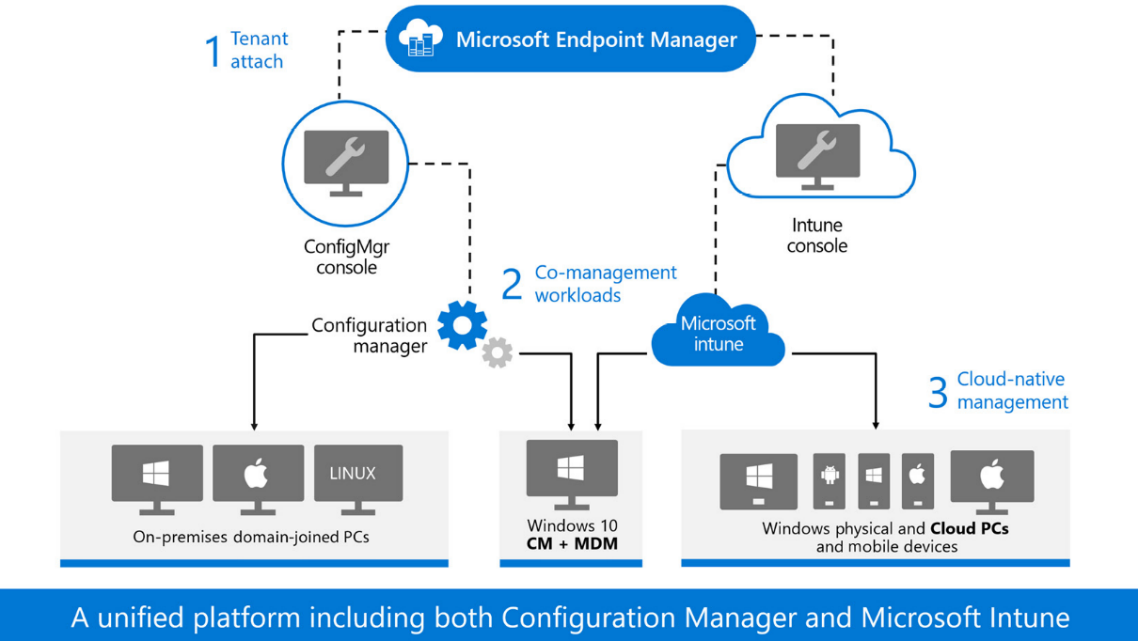 1 Tenant
attach
Microsoft Endpoint Manager
ConfigMgr
console
Intune
console
2 Co-management
workloads
Configuration
manager
Microsoft
intune
3 Cloud-native
management
LINUX
On-premises domain-joined PCs
Windows 10
CM + MDM
Windows physical and Cloud PCs
and mobile devices
A unified platform including both Configuration Manager and Microsoft Intune